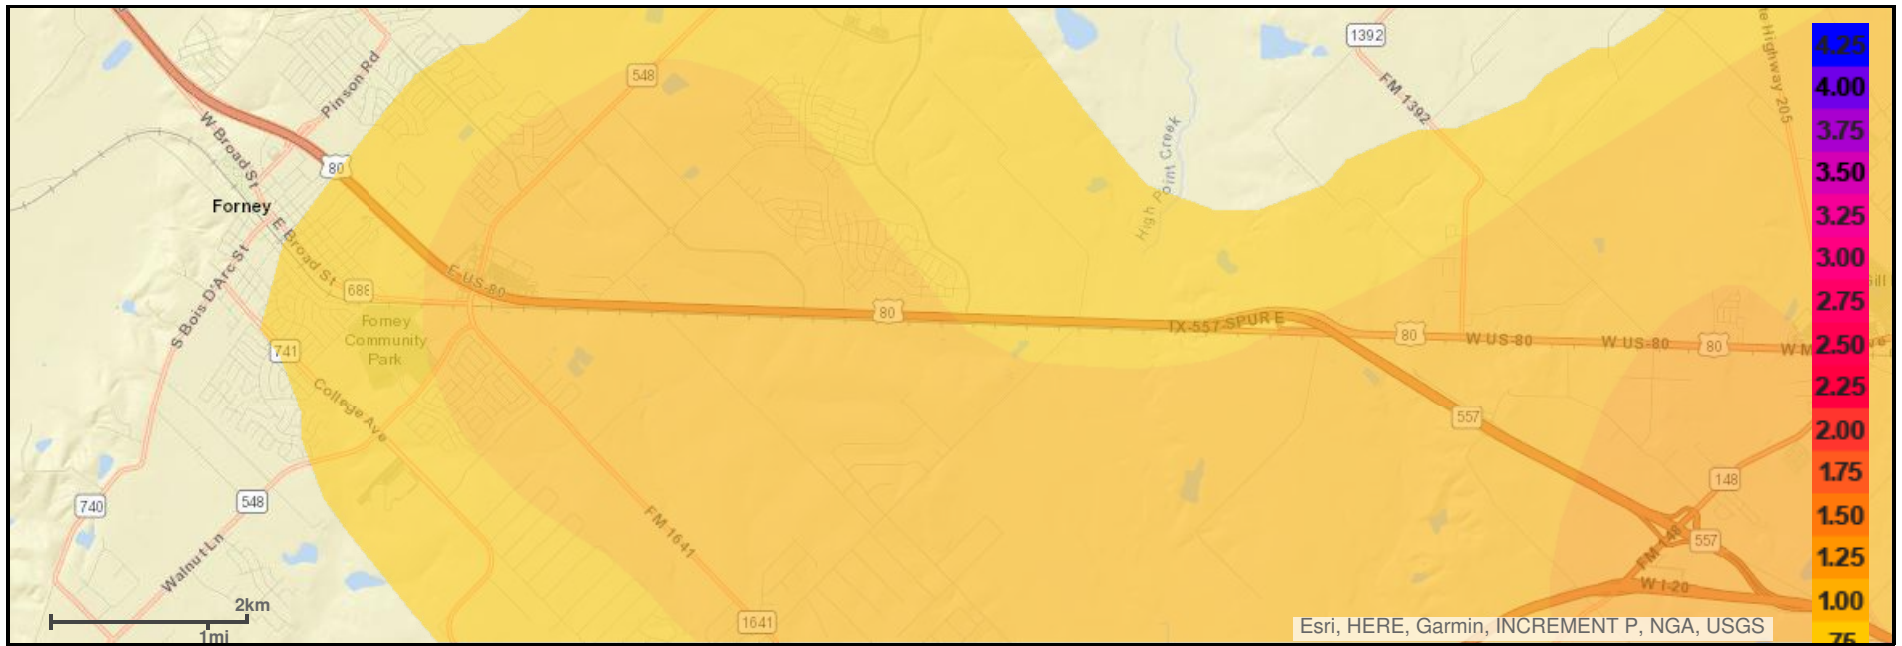 1392
4.25
548
Pinson Rd
FM 1392
Highway 205
4.00
W Broad St
3.75
80
High Point Creek
3.50
Forney
3.25
E Broad St
S Bois D'Arc St
3.00
E US-80
688
2.75
80
Forney
Community
Park
TX-557-SPUR E
80
W US-80
W US-80
80
W M
2.50
741
College Ave
2.25
557
2.00
148
1.75
740
548
FM 1641
1.50
557
FM 148
Walnut Ln
1.25
W I-20
1.00
2km
1mi
1641
Esri, HERE, Garmin, INCREMENT P, NGA, USGS
.75